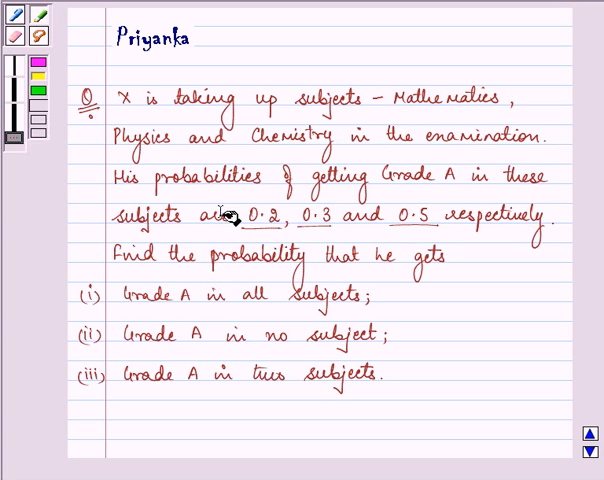 Priyanka
Q X is taking up subjects - Mathematics,
Physics and Chemistry in the examination.
His probabilities of getting Grade A in these
subjects are 0.2, 0.3 and 0.5 respectively.
Find the probability that he gets
(i) Grade A in all subjects;
(ii) Grade A in no subject;
(iii) Grade A in two subjects.